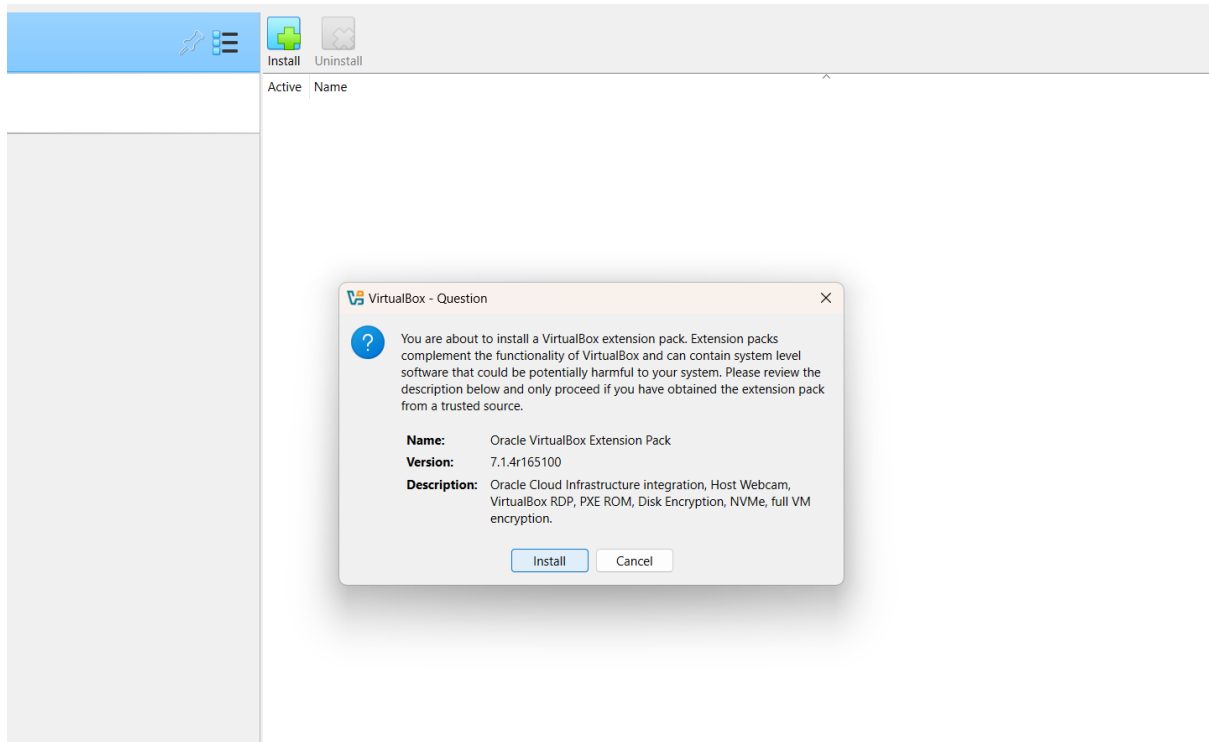 Install Uninstall
Active Name
VirtualBox - Question
You are about to install a VirtualBox extension pack. Extension packs
complement the functionality of VirtualBox and can contain system level
software that could be potentially harmful to your system. Please review the
description below and only proceed if you have obtained the extension pack
from a trusted source.
Name: Oracle VirtualBox Extension Pack
Version: 7.1.4r165100
Description: Oracle Cloud Infrastructure integration, Host Webcam,
VirtualBox RDP, PXE ROM, Disk Encryption, NVMe, full VM
encryption.
Install Cancel